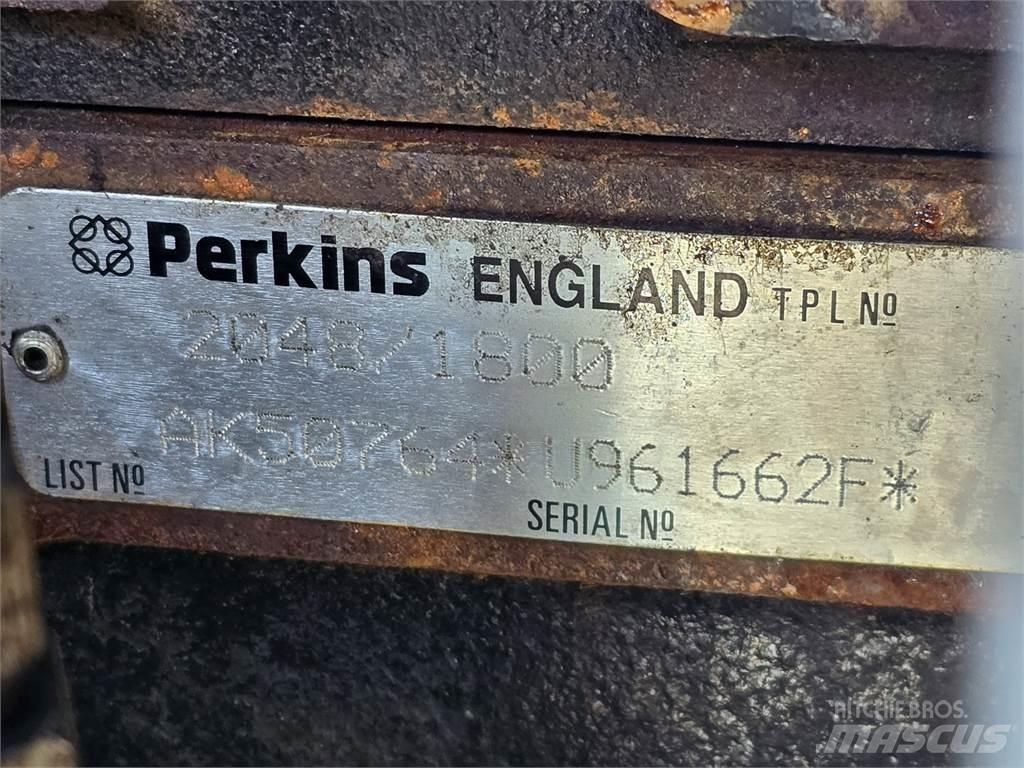 Perkins ENGLAND TPL Nº
2048/1800
AK50764*U961662F*
LIST Nº
SERIAL Nº
RITCHIE BROS.
MASCUS